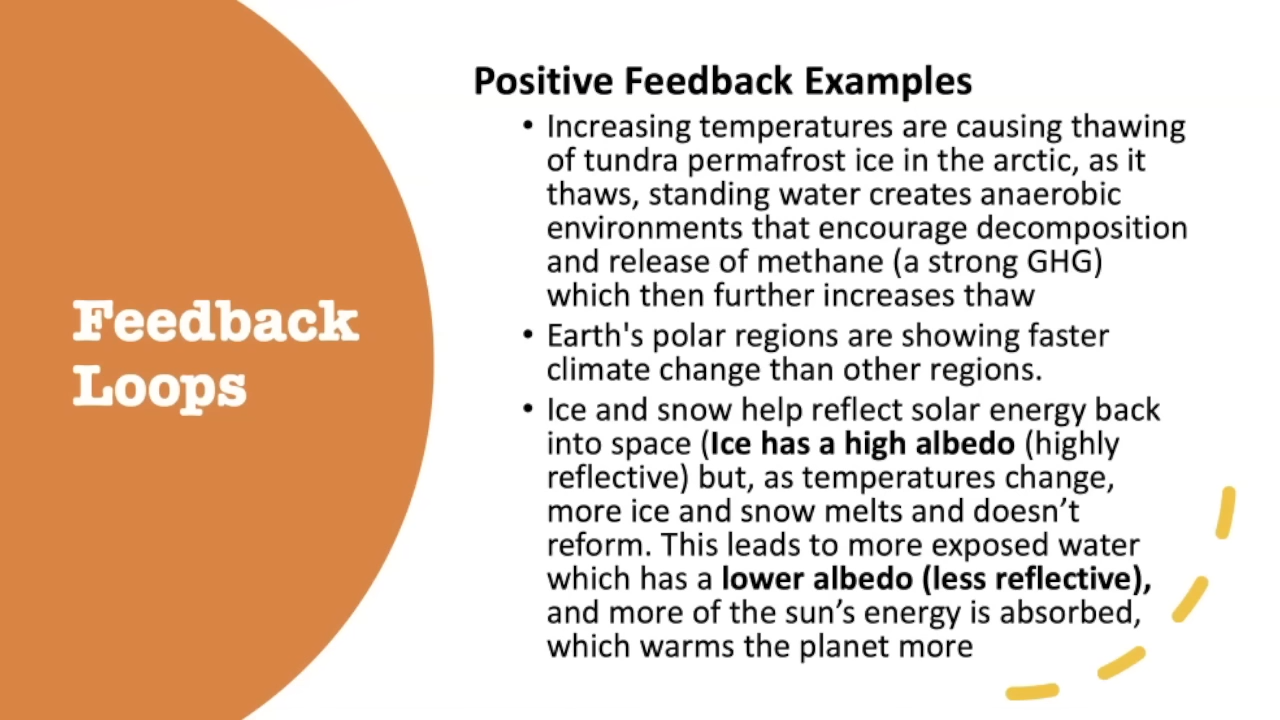 Feedback
Loops
Positive Feedback Examples
• Increasing temperatures are causing thawing
of tundra permafrost ice in the arctic, as it
thaws, standing water creates anaerobic
environments that encourage decomposition
and release of methane (a strong GHG)
which then further increases thaw
• Earth's polar regions are showing faster
climate change than other regions.
• Ice and snow help reflect solar energy back
into space (Ice has a high albedo (highly
reflective) but, as temperatures change,
more ice and snow melts and doesn’t
reform. This leads to more exposed water
which has a lower albedo (less reflective),
and more of the sun’s energy is absorbed,
which warms the planet more